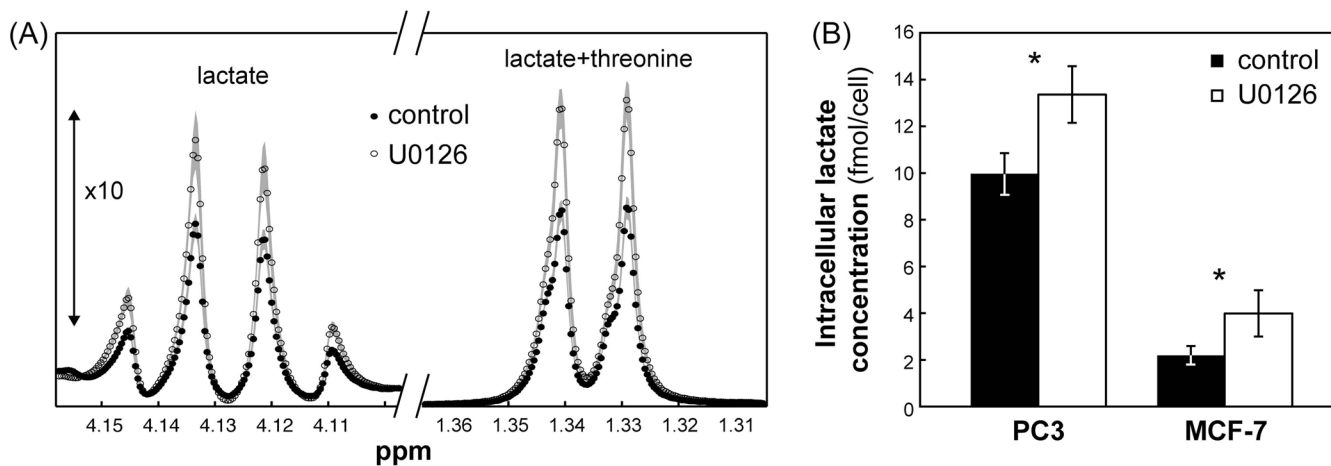 (A)
lactate
lactate+threonine
control
U0126
x10
4.15 4.14 4.13 4.12 4.11 1.36 1.35 1.34 1.33 1.32 1.31
ppm
(B)
Intracellular lactate
concentration (fmol/cell)
16
14
12
10
8
6
4
2
0
control
U0126
*
*
PC3 MCF-7